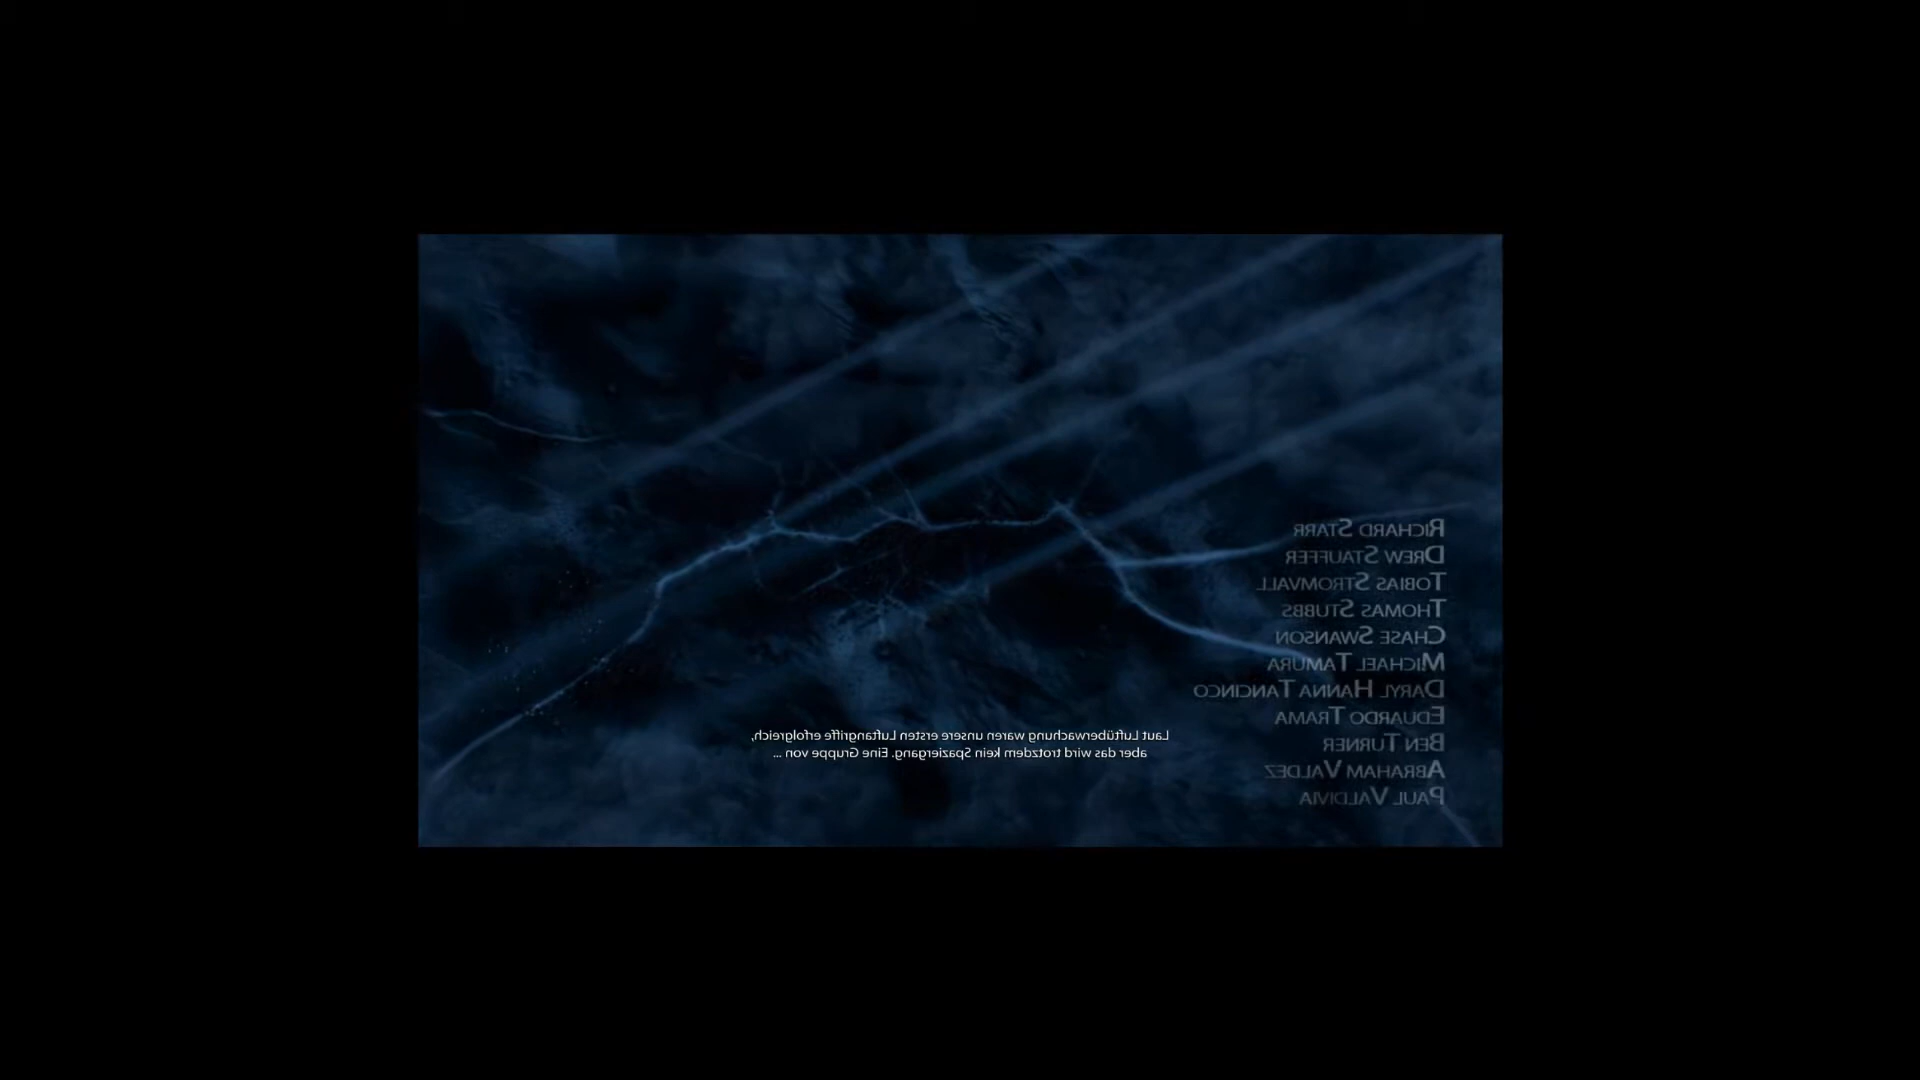 Richard Starr
Drew Stauffer
Tobias Stromvall
Thomas Stubbs
Chase Swanson
Michael Tamura
Daryl Hanna Tancinco
Eduardo Trama
Ben Turner
Abraham Valdez
Paul Valdivia
Laut Luftüberwachung waren unsere ersten Luftangriffe erfolgreich,
aber das wird trotzdem kein Spaziergang. Eine Gruppe von ...